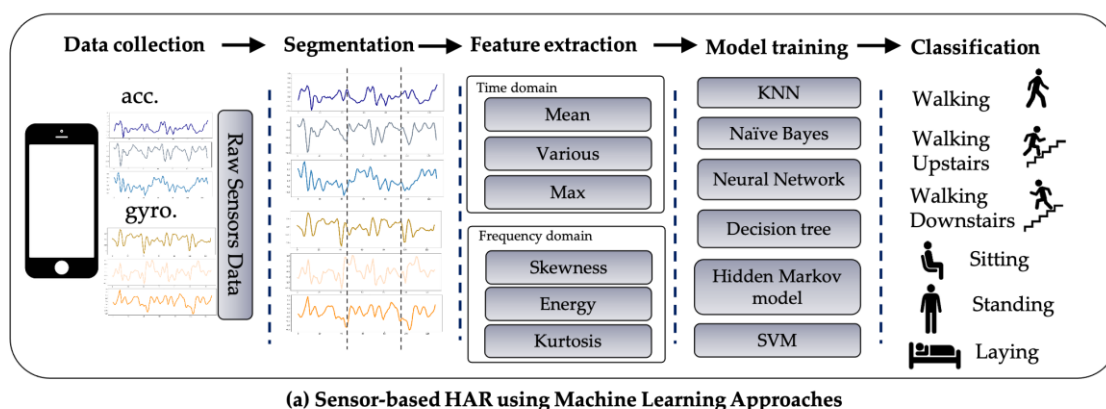 Data collection
Segmentation
Feature extraction
Model training
Classification
acc.
gyro.
Raw Sensors Data
Time domain
Mean
Various
Max
Frequency domain
Skewness
Energy
Kurtosis
KNN
Naïve Bayes
Neural Network
Decision tree
Hidden Markov
model
SVM
Walking
Walking
Upstairs
Walking
Downstairs
Sitting
Standing
Laying
(a) Sensor-based HAR using Machine Learning Approaches